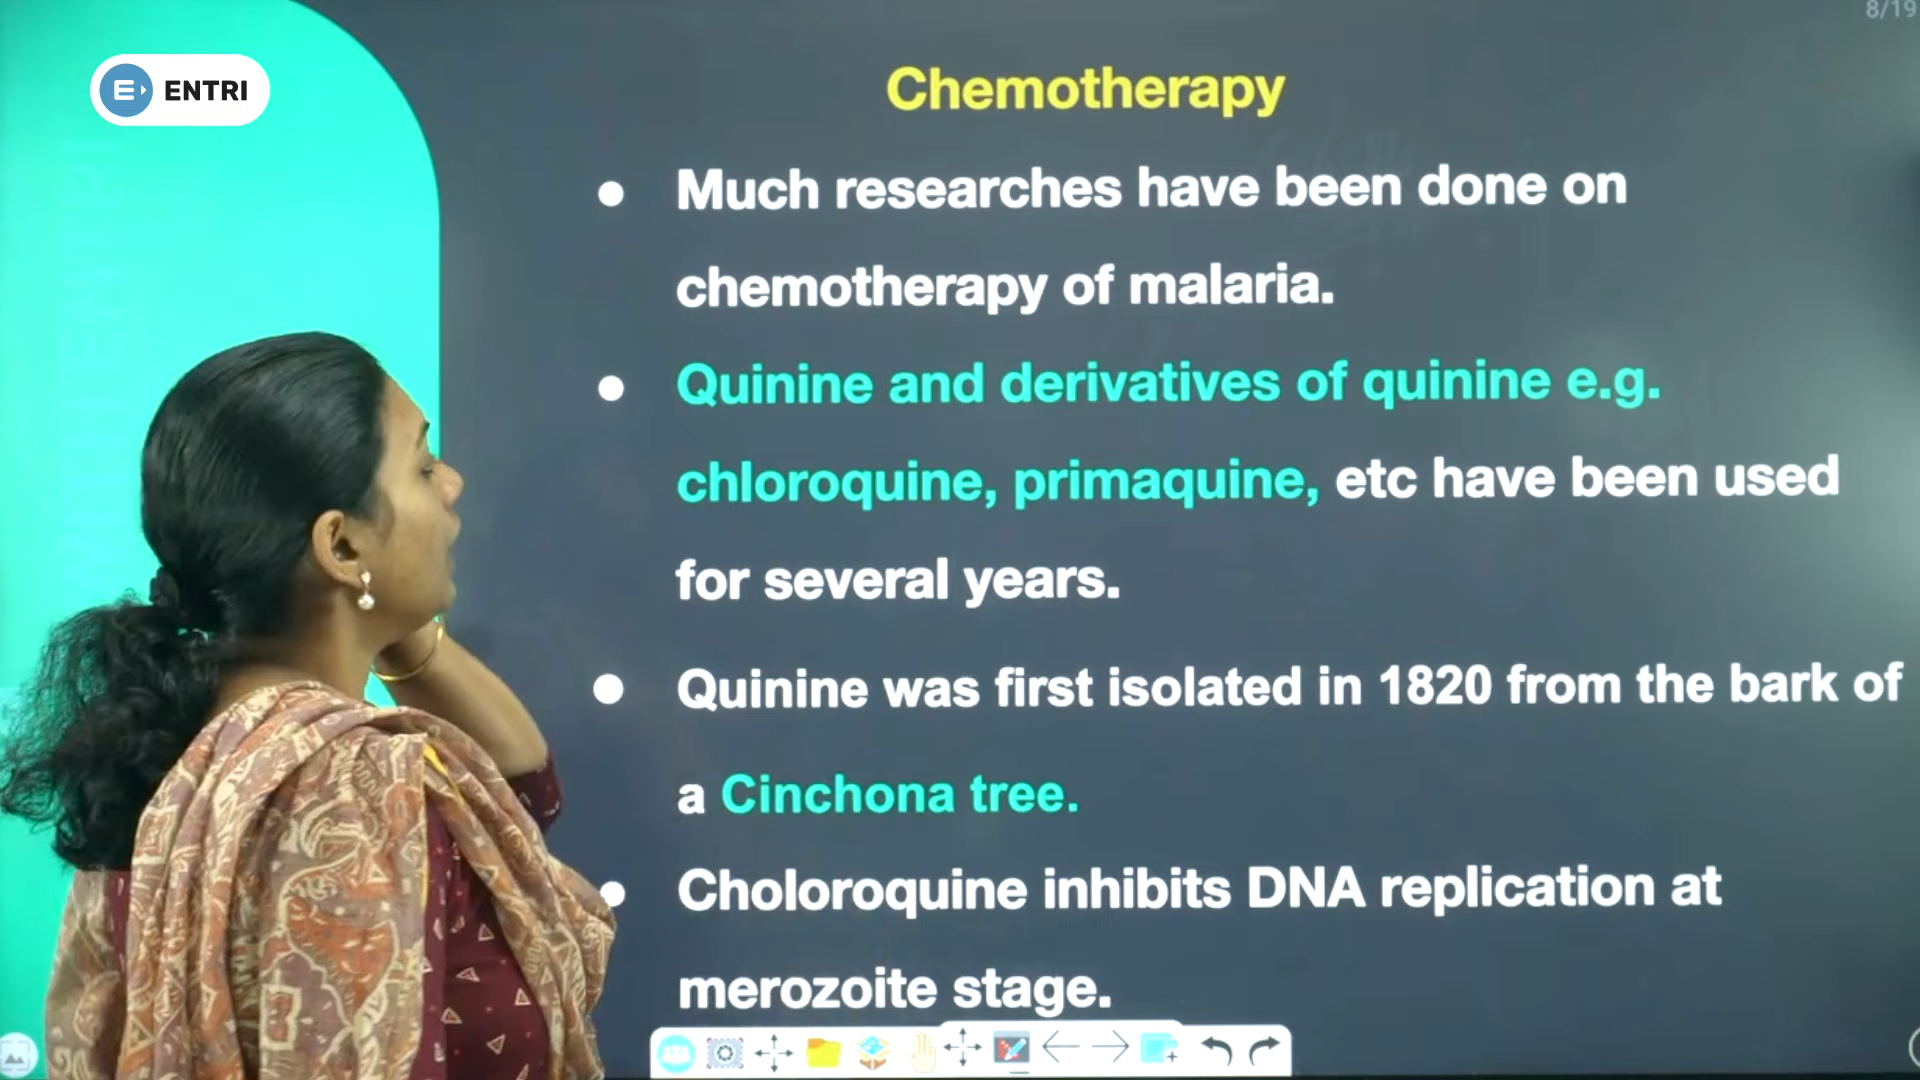 8/19
ENTRI
Chemotherapy
● Much researches have been done on
chemotherapy of malaria.
● Quinine and derivatives of quinine e.g.
chloroquine, primaquine, etc have been used
for several years.
● Quinine was first isolated in 1820 from the bark of
a Cinchona tree.
● Choloroquine inhibits DNA replication at
merozoite stage.